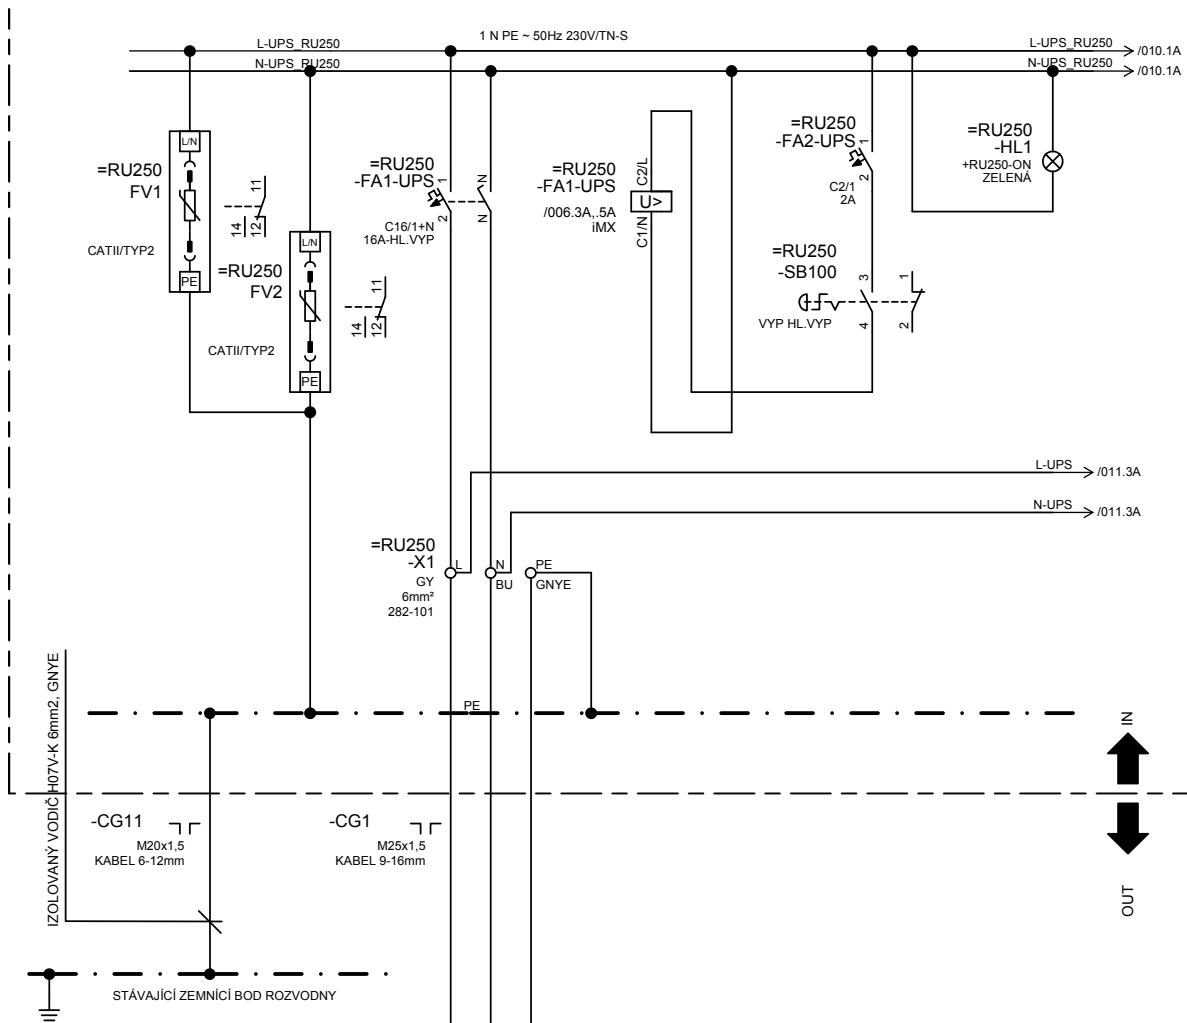 1 N PE ~ 50Hz 230V/TN-S
L-UPS_RU250
L-UPS_RU250
/010.1A
N-UPS_RU250
N-UPS_RU250
/010.1A
=RU250
FV1
CATII/TYP2
L/N
PE
11
14
12
=RU250
FV2
CATII/TYP2
L/N
PE
11
14
12
=RU250
-FA1-UPS
C16/1+N
16A-HL.VYP
1
2
N
N
=RU250
-FA1-UPS
/006.3A,.5A
iMX
C2/L
U>
C1/N
=RU250
-FA2-UPS
C2/1
2A
1
2
=RU250
-SB100
VYP HL.VYP
3
4
1
2
=RU250
-HL1
+RU250-ON
ZELENÁ
L-UPS
/011.3A
N-UPS
/011.3A
=RU250
-X1
GY
6mm²
282-101
L
N
BU
PE
GNYE
PE
IZOLOVANÝ VODIČ H07V-K 6mm2, GNYE
-CG11
M20x1,5
KABEL 6-12mm
-CG1
M25x1,5
KABEL 9-16mm
IN
OUT
STÁVAJÍCÍ ZEMNÍCÍ BOD ROZVODNY